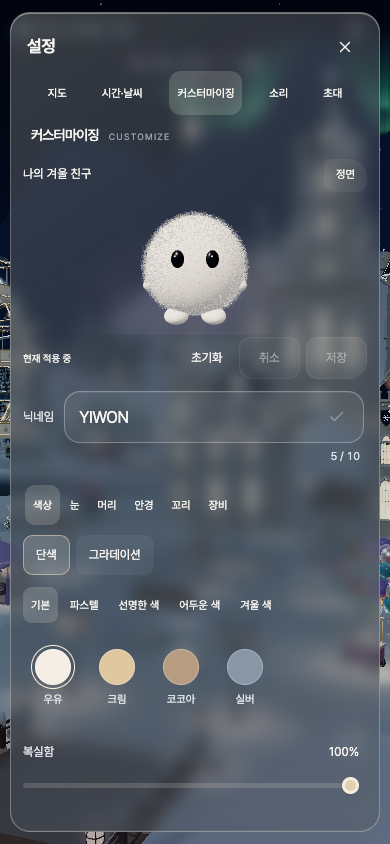 설정
지도 시간·날씨 커스터마이징 소리 초대
커스터마이징 CUSTOMIZE
나의 겨울 친구 정면
현재 적용 중 초기화 취소 저장
닉네임 YIWON
5 / 10
색상 눈 머리 안경 꼬리 장비
단색 그라데이션
기본 파스텔 선명한 색 어두운 색 겨울 색
우유 크림 코코아 실버
복실함 100%